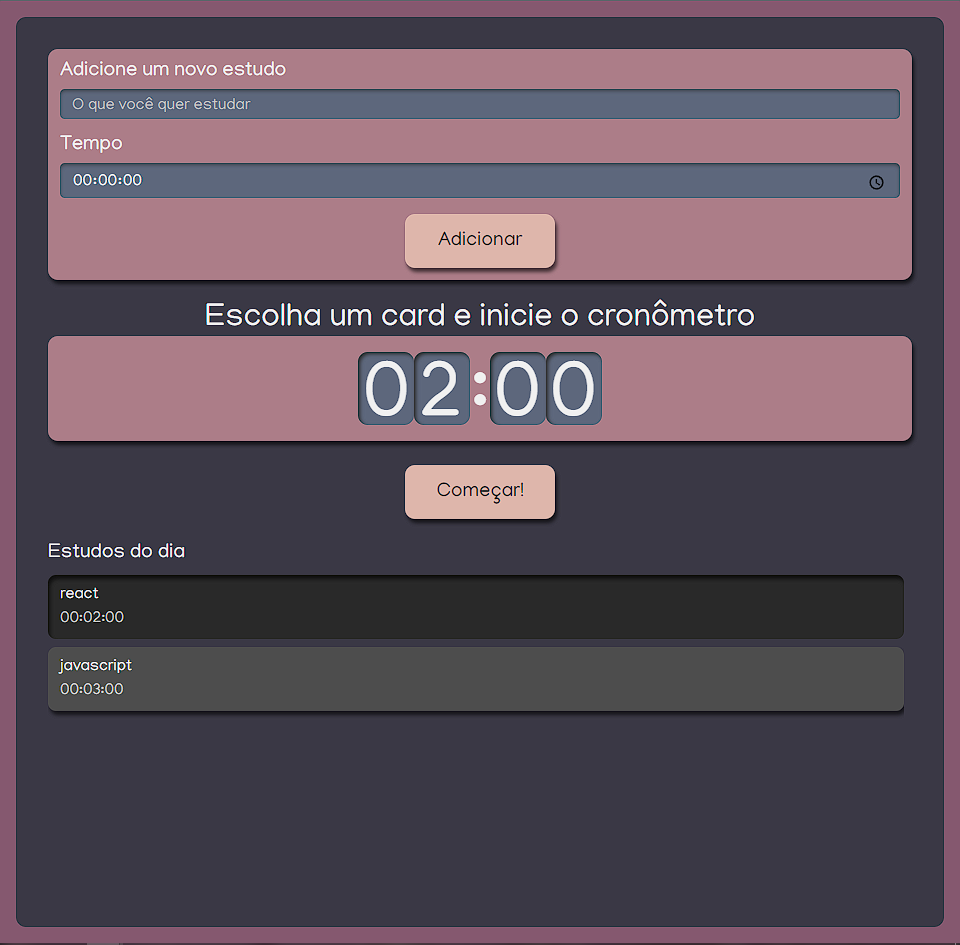 Adicione um novo estudo
O que você quer estudar
Tempo
00:00:00
Adicionar
Escolha um card e inicie o cronômetro
02:00
Começar!
Estudos do dia
react
00:02:00
javascript
00:03:00